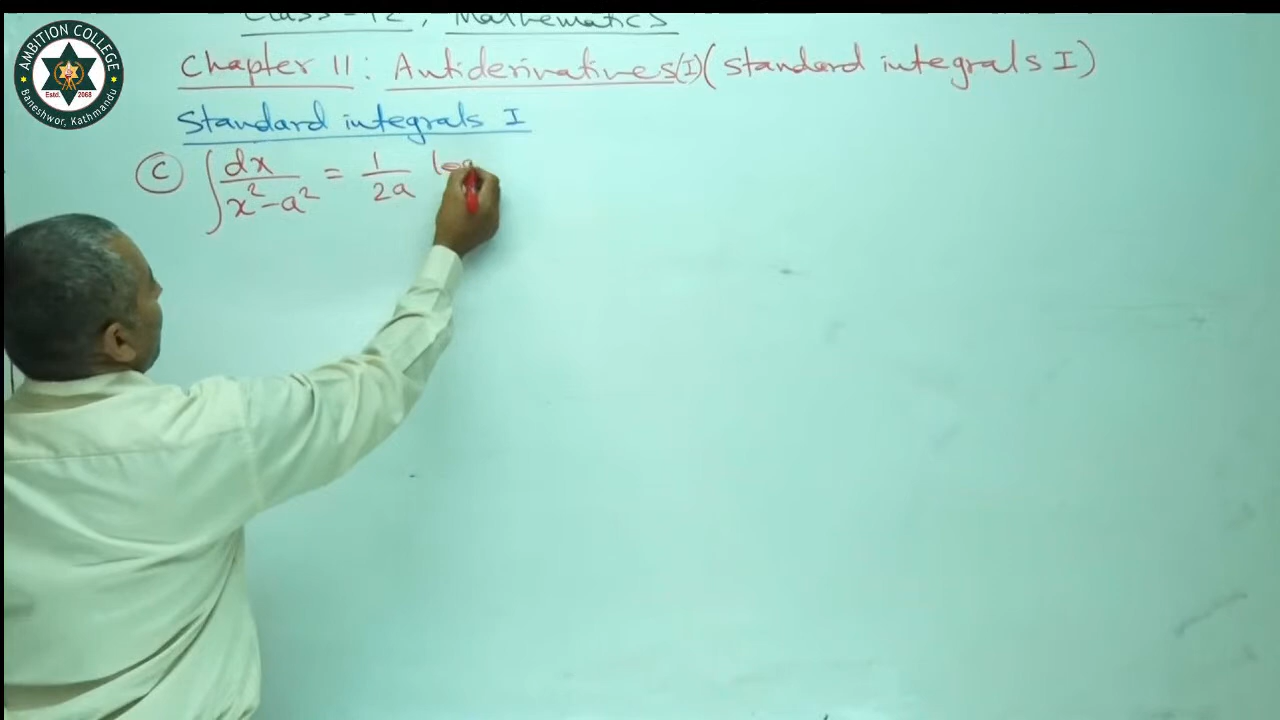 AMBITION COLLEGE
Estd. 2068
Baneshwor, Kathmandu
Class - 12, Mathematics
Chapter 11: Antiderivatives(I)(standard integrals I)
Standard integrals I
(C) ∫ dx / x² - a² = 1 / 2a log